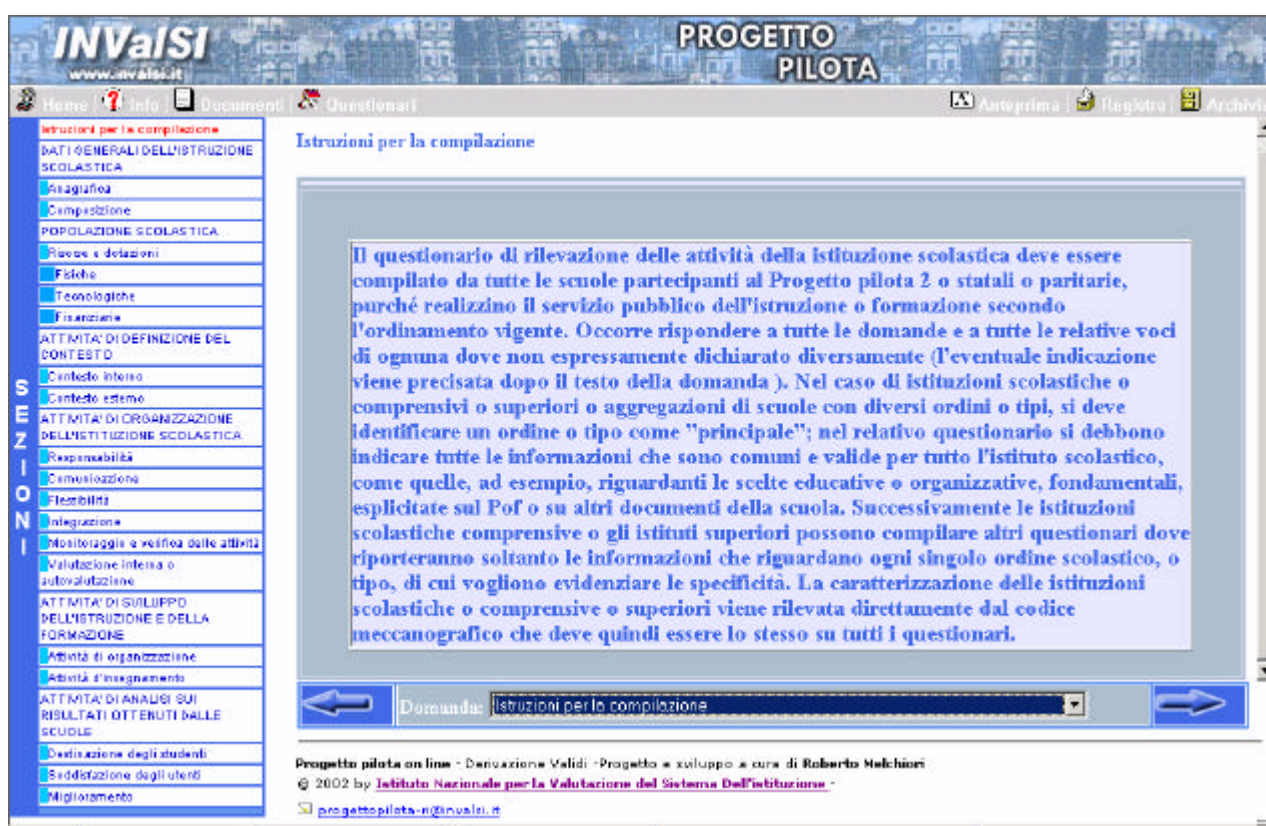 INValSI
www.invalsi.it
PROGETTO
PILOTA
Home Info Documenti Questionari Anteprima Registra Archivi
Istruzioni per la compilazione
DATI GENERALI DELL'ISTRUZIONE
SCOLASTICA
Anagrafica
Composizione
POPOLAZIONE SCOLASTICA
Risorse e dotazioni
Fisiche
Tecnologiche
Finanziarie
ATTIVITA' DI DEFINIZIONE DEL
CONTESTO
Contesto interno
Contesto esterno
ATTIVITA' DI ORGANIZZAZIONE
DELL'ISTITUZIONE SCOLASTICA
Responsabilità
Comunicazione
Flessibilità
Integrazione
Monitoraggio e verifica delle attività
Valutazione interna o
autovalutazione
ATTIVITA' DI SVILUPPO
DELL'ISTRUZIONE E DELLA
FORMAZIONE
Attività di organizzazione
Attività d'insegnamento
ATTIVITA' DI ANALISI SUI
RISULTATI OTTENUTI DALLE
SCUOLE
Destinazione degli studenti
Soddisfazione degli utenti
Miglioramento
SEZIONI
Istruzioni per la compilazione
Il questionario di rilevazione delle attività della istituzione scolastica deve essere
compilato da tutte le scuole partecipanti al Progetto pilota 2 o statali o paritarie,
purché realizzino il servizio pubblico dell'istruzione o formazione secondo
l'ordinamento vigente. Occorre rispondere a tutte le domande e a tutte le relative voci
di ognuna dove non espressamente dichiarato diversamente (l'eventuale indicazione
viene precisata dopo il testo della domanda ). Nel caso di istituzioni scolastiche o
comprensivi o superiori o aggregazioni di scuole con diversi ordini o tipi, si deve
identificare un ordine o tipo come "principale"; nel relativo questionario si debbono
indicare tutte le informazioni che sono comuni e valide per tutto l'istituto scolastico,
come quelle, ad esempio, riguardanti le scelte educative o organizzative, fondamentali,
esplicitate sul Pof o su altri documenti della scuola. Successivamente le istituzioni
scolastiche comprensive o gli istituti superiori possono compilare altri questionari dove
riporteranno soltanto le informazioni che riguardano ogni singolo ordine scolastico, o
tipo, di cui vogliono evidenziare le specificità. La caratterizzazione delle istituzioni
scolastiche o comprensive o superiori viene rilevata direttamente dal codice
meccanografico che deve quindi essere lo stesso su tutti i questionari.
Domanda: Istruzioni per la compilazione
Progetto pilota on line - Derivazione Validi -Progetto e sviluppo a cura di Roberto Melchiori
@ 2002 by Istituto Nazionale per la Valutazione del Sistema Dell'istituzione -
progettopilota-ri@invalsi.it